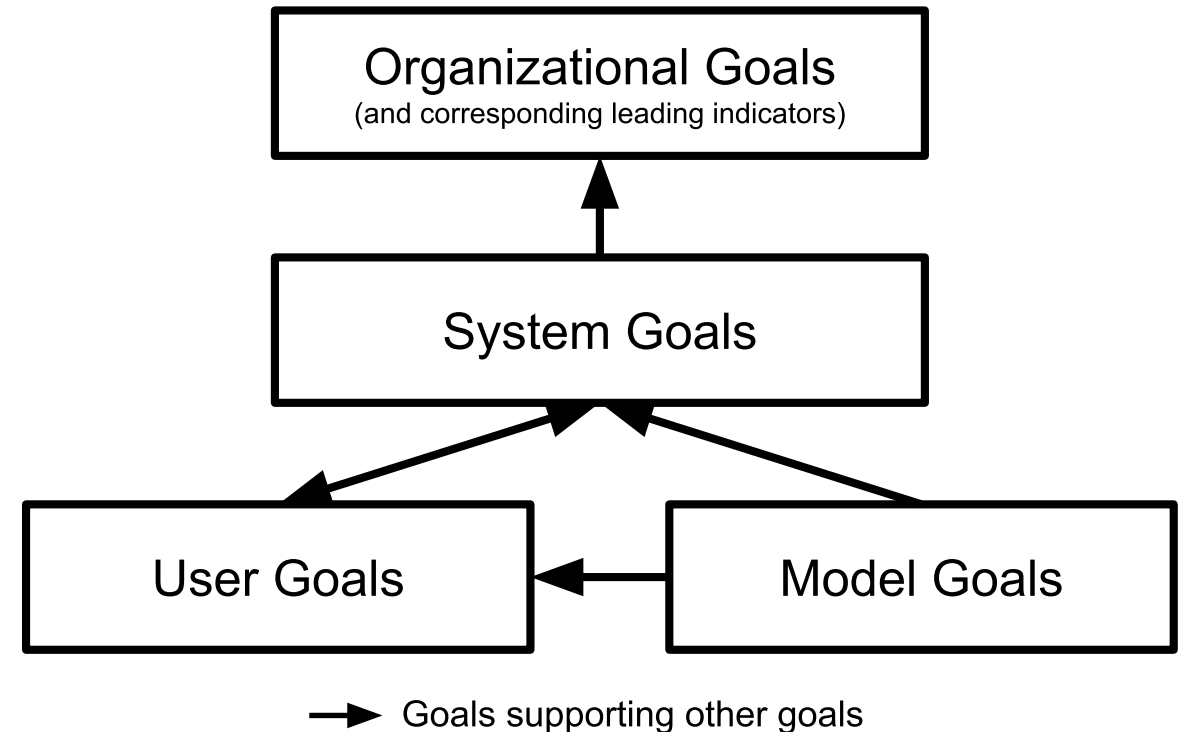 Organizational Goals
(and corresponding leading indicators)
System Goals
User Goals
Model Goals
Goals supporting other goals